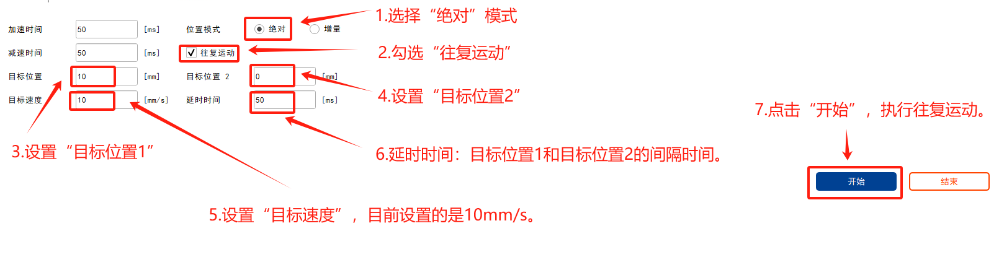 1.选择“绝对”模式
加速时间 50 [ms] 位置模式 绝对 增量
2.勾选“往复运动”
减速时间 50 [ms] 往复运动
目标位置 10 [mm] 目标位置 2 0 [mm]
4.设置“目标位置2”
目标速度 10 [mm/s] 延时时间 50 [ms]
7.点击“开始”，执行往复运动。
3.设置“目标位置1”
6.延时时间：目标位置1和目标位置2的间隔时间。
开始 结束
5.设置“目标速度”，目前设置的是10mm/s。